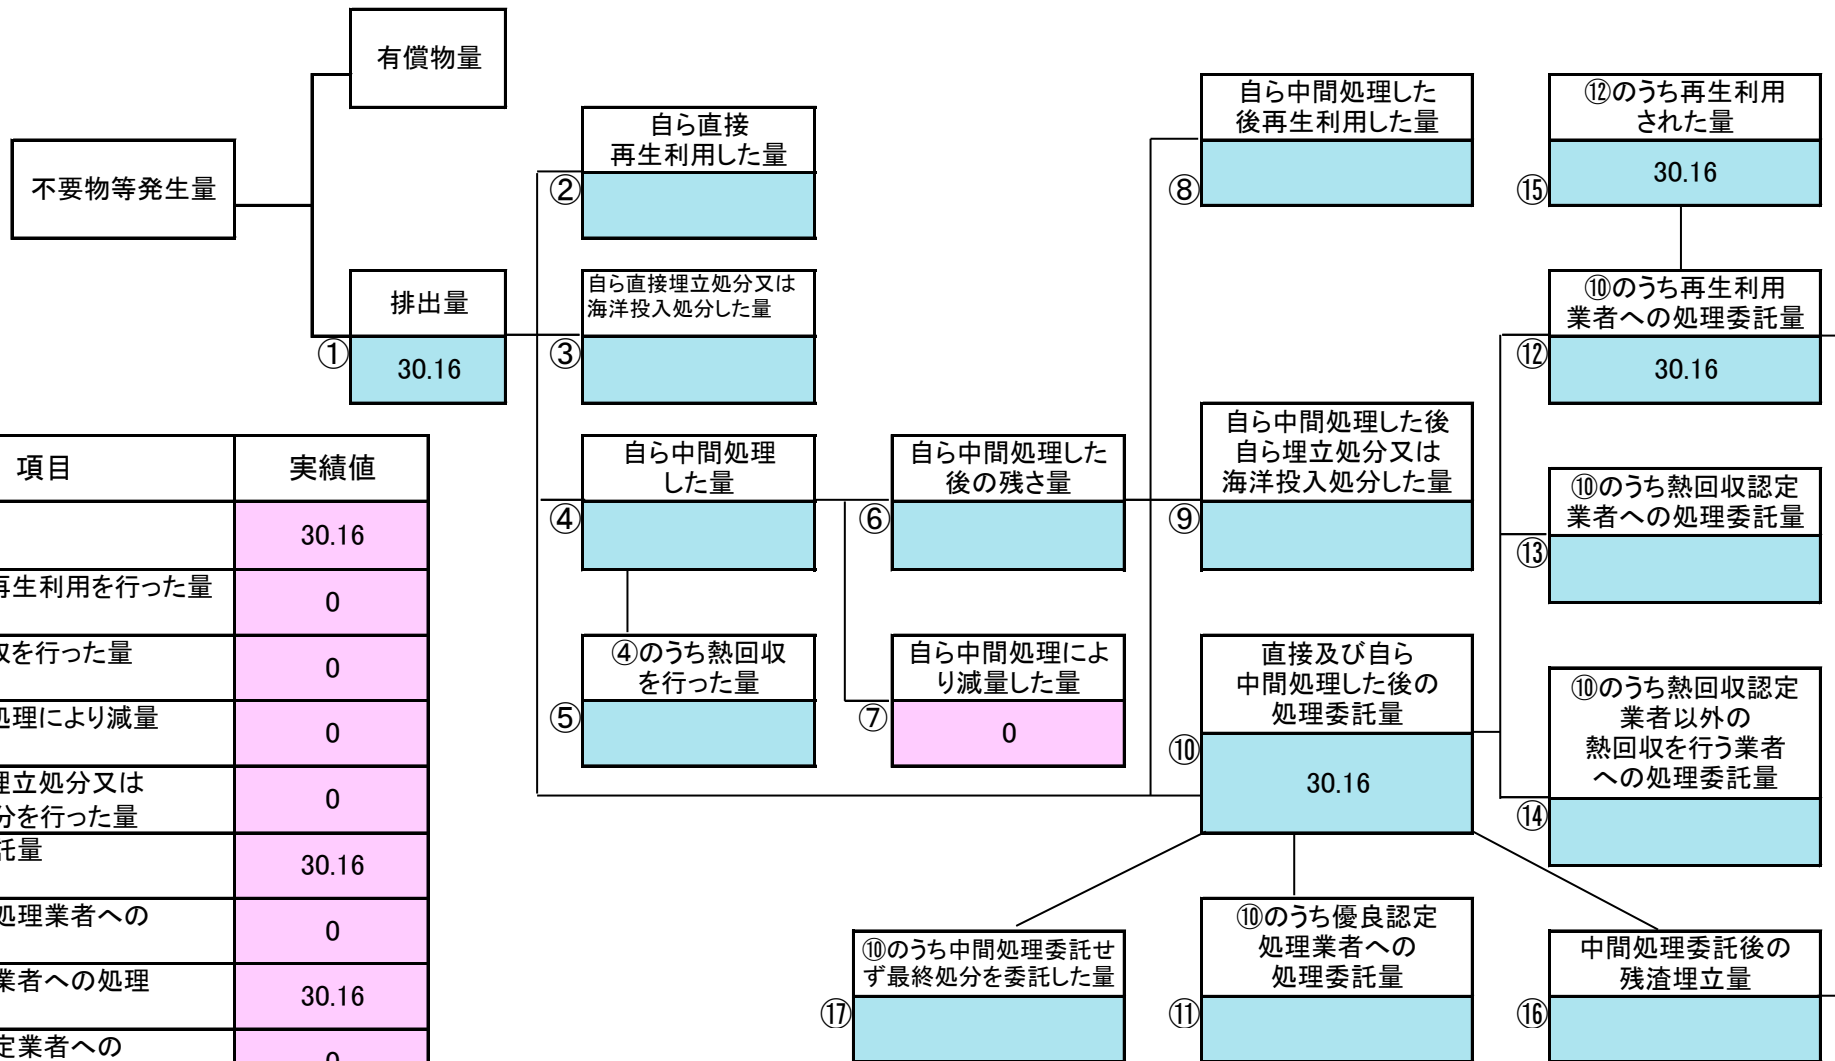 有償物量
不要物等発生量
排出量
①
30.16
自ら直接
再生利用した量
②
自ら直接埋立処分又は
海洋投入処分した量
③
自ら中間処理
した量
④
④のうち熱回収
を行った量
⑤
自ら中間処理した
後の残さ量
⑥
自ら中間処理によ
り減量した量
⑦
0
自ら中間処理した
後再生利用した量
⑧
自ら中間処理した後
自ら埋立処分又は
海洋投入処分した量
⑨
直接及び自ら
中間処理した後の
処理委託量
⑩
30.16
⑫のうち再生利用
された量
⑮
30.16
⑩のうち再生利用
業者への処理委託量
⑫
30.16
⑩のうち熱回収認定
業者への処理委託量
⑬
⑩のうち熱回収認定
業者以外の
熱回収を行う業者
への処理委託量
⑭
⑩のうち中間処理委託せ
ず最終処分を委託した量
⑰
⑩のうち優良認定
処理業者への
処理委託量
⑪
中間処理委託後の
残渣埋立量
⑯
項目 実績値
30.16
再生利用を行った量
0
収を行った量
0
処理により減量
0
埋立処分又は
分を行った量
0
託量
30.16
処理業者への
0
業者への処理
30.16
定業者への
0